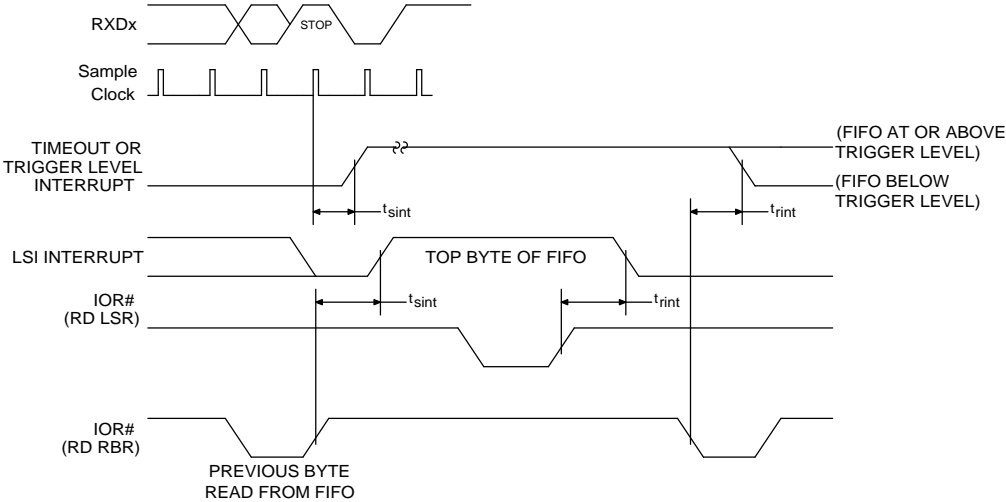 RXDx
STOP
Sample
Clock
TIMEOUT OR
TRIGGER LEVEL
INTERRUPT
(FIFO AT OR ABOVE
TRIGGER LEVEL)
(FIFO BELOW
TRIGGER LEVEL)
tsint
trint
LSI INTERRUPT
TOP BYTE OF FIFO
tsint
trint
IOR#
(RD LSR)
IOR#
(RD RBR)
PREVIOUS BYTE
READ FROM FIFO